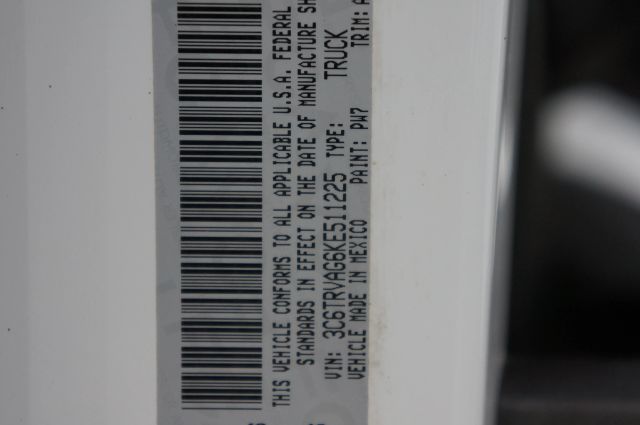 THIS VEHICLE CONFORMS TO ALL APPLICABLE U.S.A. FEDERAL
STANDARDS IN EFFECT ON THE DATE OF MANUFACTURE SH
VIN: 3C6TRVAG6KE511225 TYPE: TRUCK
VEHICLE MADE IN MEXICO PAINT: PW7 TRIM: A